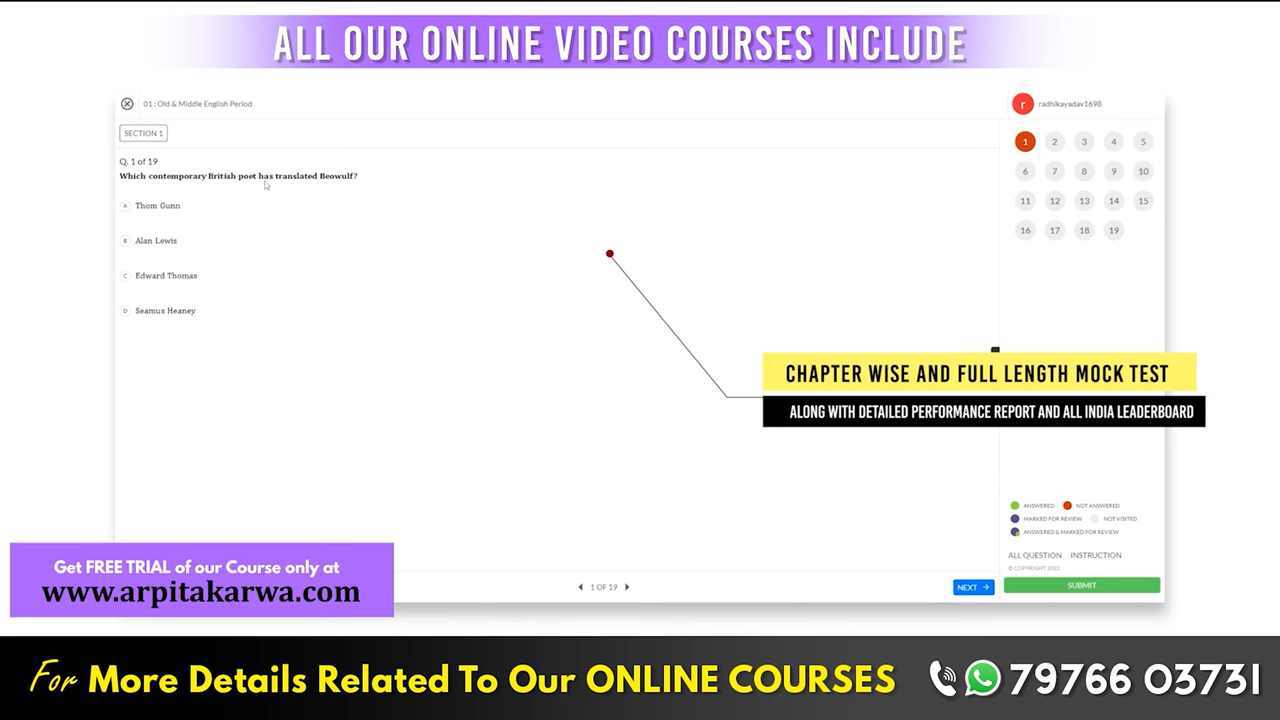 ALL OUR ONLINE VIDEO COURSES INCLUDE
01 : Old & Middle English Period
r radhikayadav1698
SECTION 1
1 2 3 4 5
6 7 8 9 10
11 12 13 14 15
16 17 18 19
Q. 1 of 19
Which contemporary British poet has translated Beowulf?
A Thom Gunn
B Alan Lewis
C Edward Thomas
D Seamus Heaney
CHAPTER WISE AND FULL LENGTH MOCK TEST
ALONG WITH DETAILED PERFORMANCE REPORT AND ALL INDIA LEADERBOARD
ANSWERED NOT ANSWERED
MARKED FOR REVIEW NOT VISITED
ANSWERED & MARKED FOR REVIEW
ALL QUESTION INSTRUCTION
© COPYRIGHT 2022
SUBMIT
1 OF 19
NEXT
Get FREE TRIAL of our Course only at
www.arpitakarwa.com
For More Details Related To Our ONLINE COURSES 79766 03731